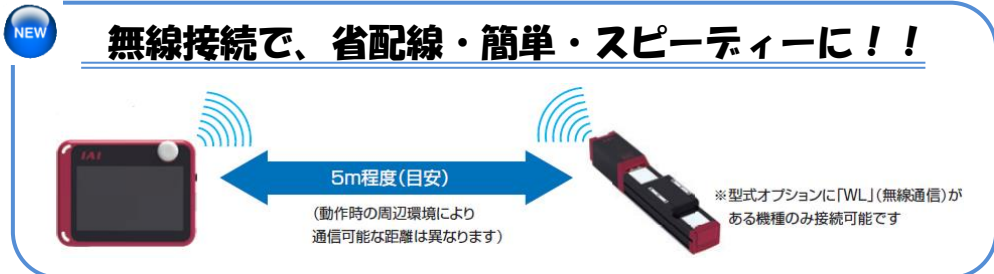 NEW
無線接続で、省配線・簡単・スピーディーに！！
IAI
5m程度(目安)
(動作時の周辺環境により
通信可能な距離は異なります)
※型式オプションに「WL」(無線通信)が
ある機種のみ接続可能です